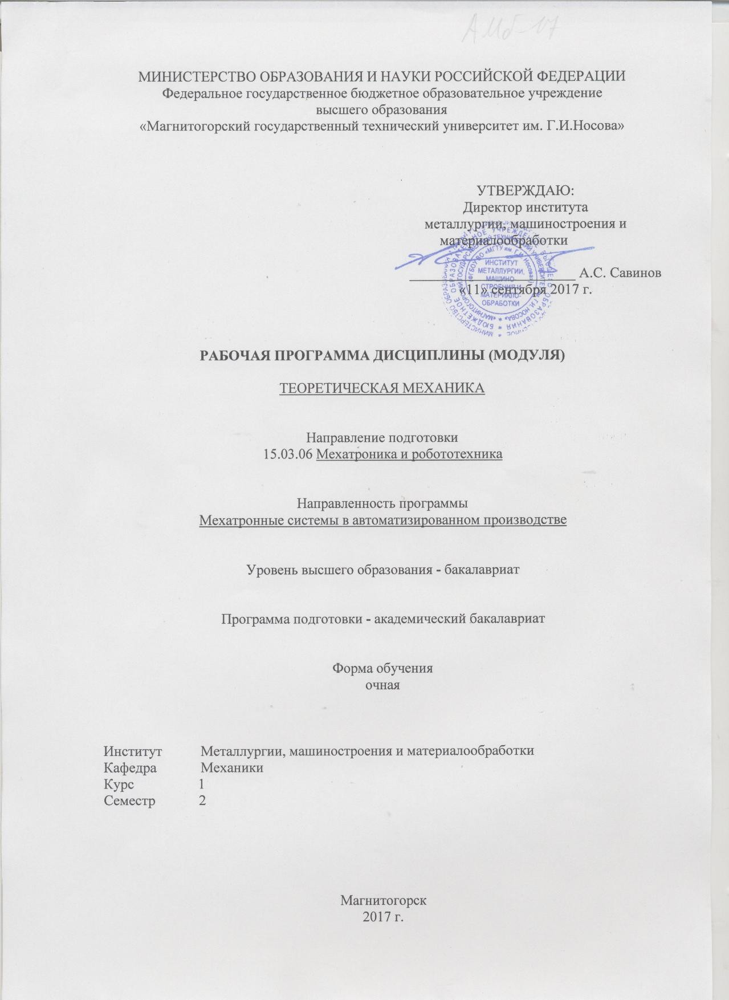 АМб-17
МИНИСТЕРСТВО ОБРАЗОВАНИЯ И НАУКИ РОССИЙСКОЙ ФЕДЕРАЦИИ
Федеральное государственное бюджетное образовательное учреждение
высшего образования
«Магнитогорский государственный технический университет им. Г.И.Носова»
УТВЕРЖДАЮ:
Директор института
металлургии, машиностроения и
материалообработки
А.С. Савинов
«11» сентября 2017 г.
ИНСТИТУТ
МЕТАЛЛУРГИИ,
МАШИНО-
СТРОЕНИЯ И
МАТЕРИАЛО-
ОБРАБОТКИ
РАБОЧАЯ ПРОГРАММА ДИСЦИПЛИНЫ (МОДУЛЯ)
ТЕОРЕТИЧЕСКАЯ МЕХАНИКА
Направление подготовки
15.03.06 Мехатроника и робототехника
Направленность программы
Мехатронные системы в автоматизированном производстве
Уровень высшего образования - бакалавриат
Программа подготовки - академический бакалавриат
Форма обучения
очная
Институт Металлургии, машиностроения и материалообработки
Кафедра Механики
Курс 1
Семестр 2
Магнитогорск
2017 г.